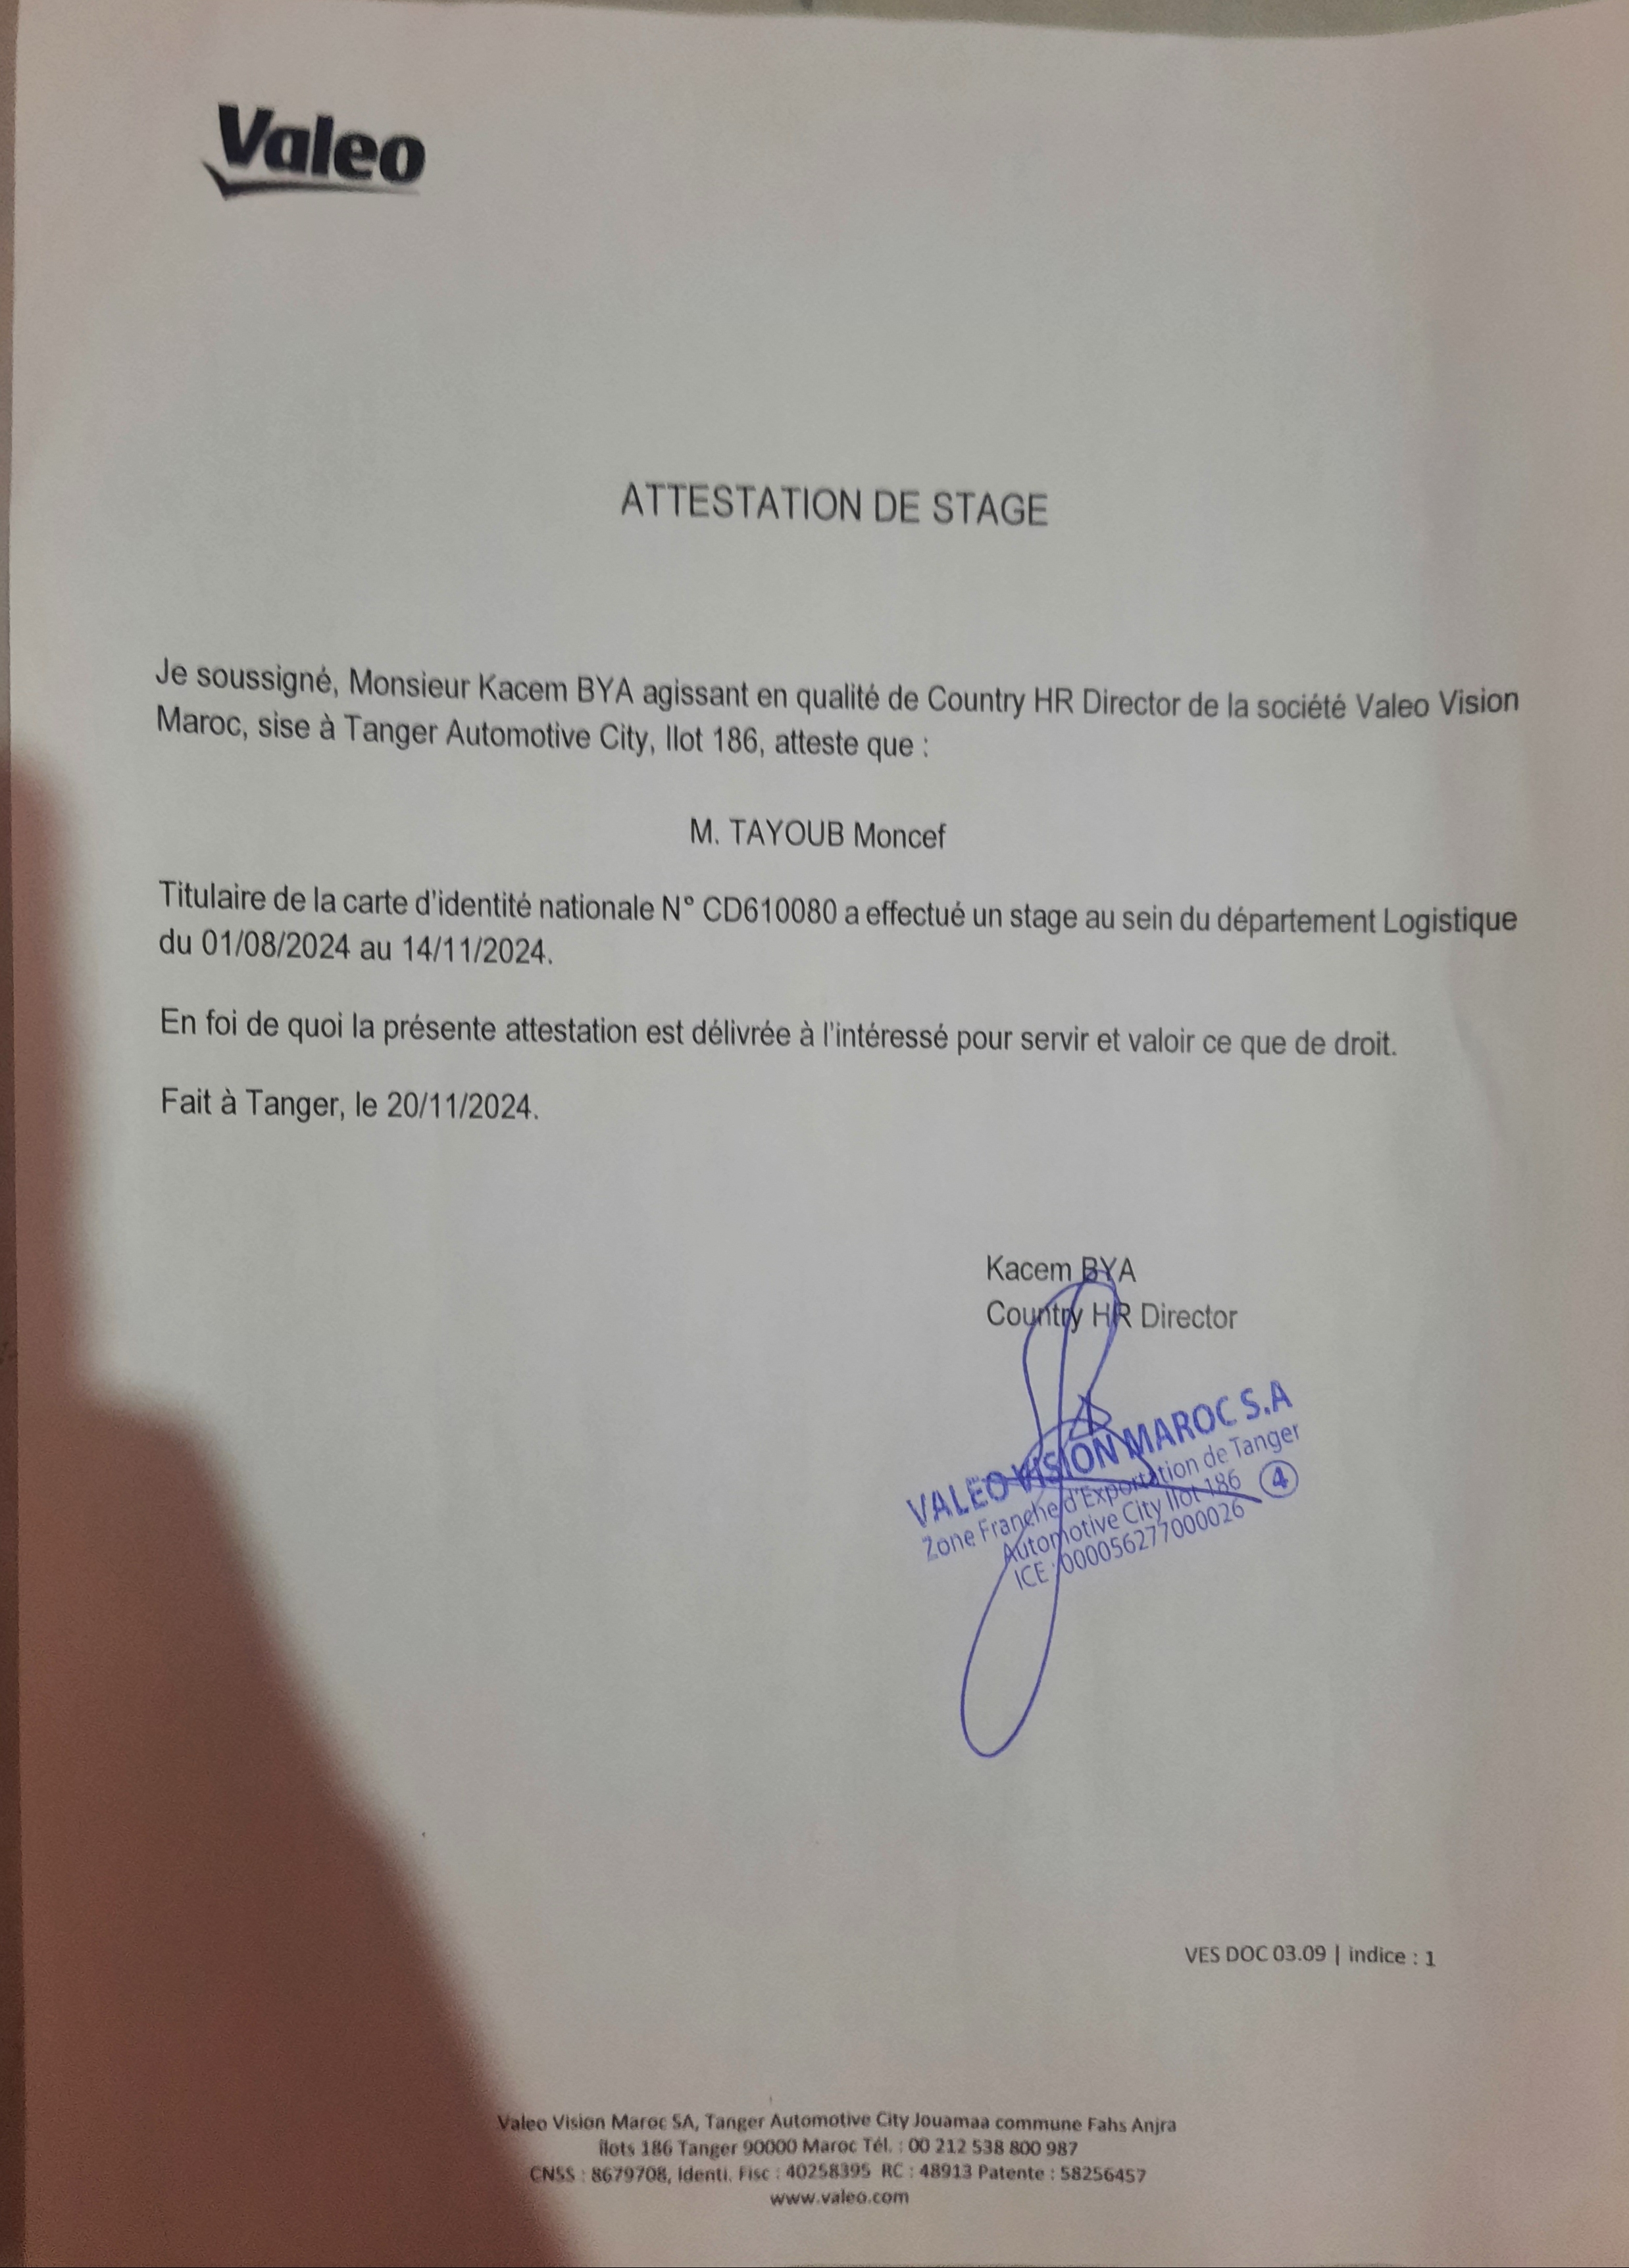 Valeo
ATTESTATION DE STAGE
Je soussigné, Monsieur Kacem BYA agissant en qualité de Country HR Director de la société Valeo Vision
Maroc, sise à Tanger Automotive City, Ilot 186, atteste que :
M. TAYOUB Moncef
Titulaire de la carte d'identité nationale N° CD610080 a effectué un stage au sein du département Logistique
du 01/08/2024 au 14/11/2024.
En foi de quoi la présente attestation est délivrée à l'intéressé pour servir et valoir ce que de droit.
Fait à Tanger, le 20/11/2024.
Kacem BYA
Country HR Director
VALEO VISION MAROC S.A
Zone Franche d'Exportation de Tanger
Automotive City Ilot 186 4
ICE : 000056277000026
VES DOC 03.09 | indice : 1
Valeo Vision Maroc SA, Tanger Automotive City Jouamaa commune Fahs Anjra
îlots 186 Tanger 90000 Maroc Tél. : 00 212 538 800 987
CNSS : 8679708, Identi. Fisc : 40258395 RC : 48913 Patente : 58256457
www.valeo.com